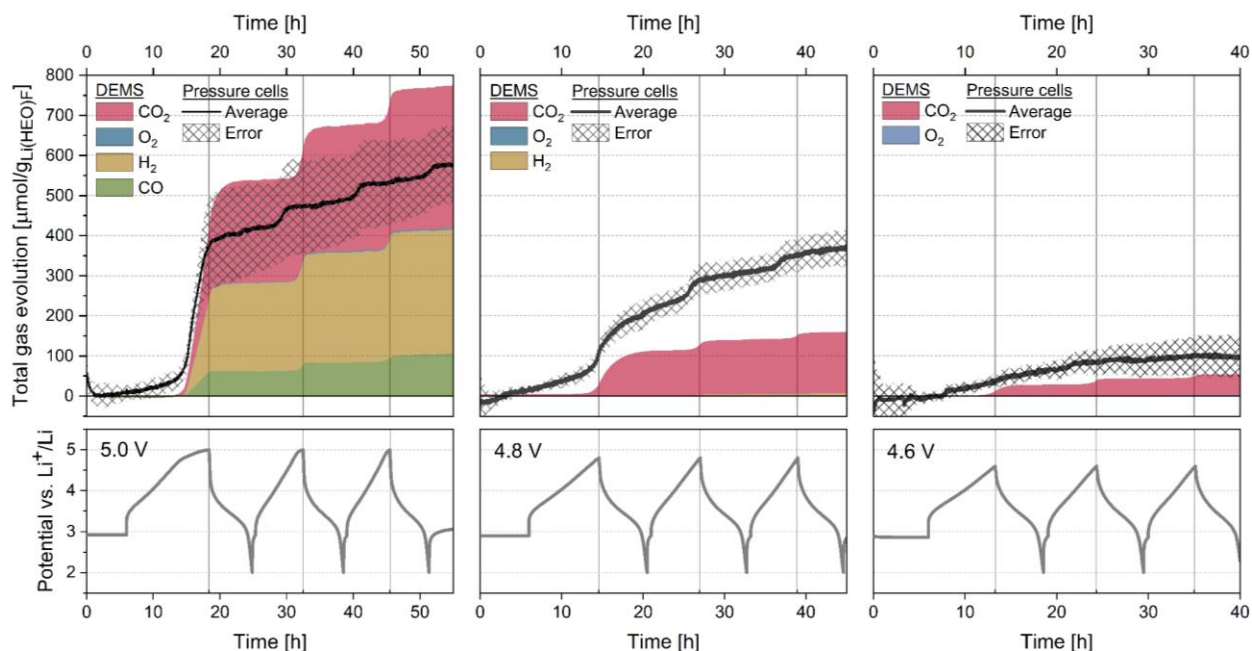 Time [h]
Time [h]
Time [h]
0 10 20 30 40 50
0 10 20 30 40
0 10 20 30 40
Total gas evolution [µmol/gLi(HEO)F]
800
700
600
500
400
300
200
100
0
DEMS Pressure cells
CO2 Average
O2 Error
H2
CO
DEMS Pressure cells
CO2 Average
O2 Error
H2
DEMS Pressure cells
CO2 Average
O2 Error
Potential vs. Li+/Li
5
4
3
2
5.0 V
4.8 V
4.6 V
0 10 20 30 40 50
0 10 20 30 40
0 10 20 30 40
Time [h]
Time [h]
Time [h]